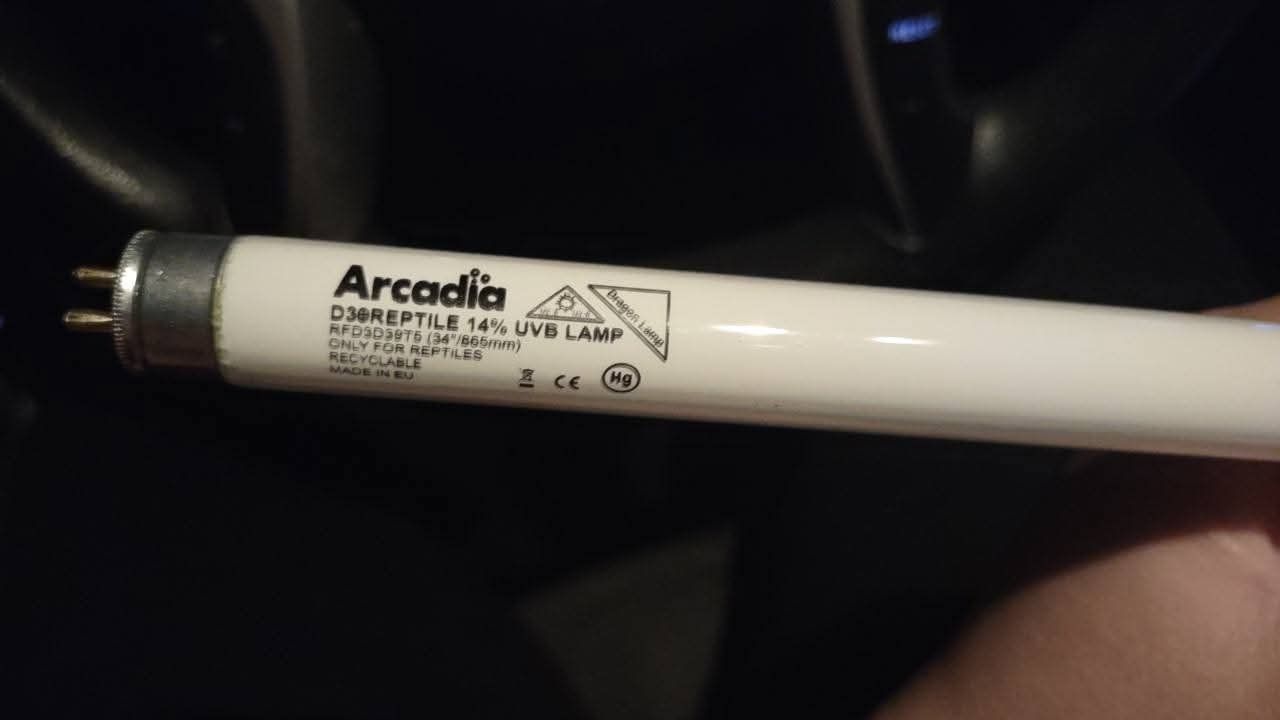 Arcadia
D3⊕REPTILE 14% UVB LAMP
RFD3D39T5 (34"/865mm)
ONLY FOR REPTILES
RECYCLABLE
MADE IN EU
Dragon Lamp
CE
Hg